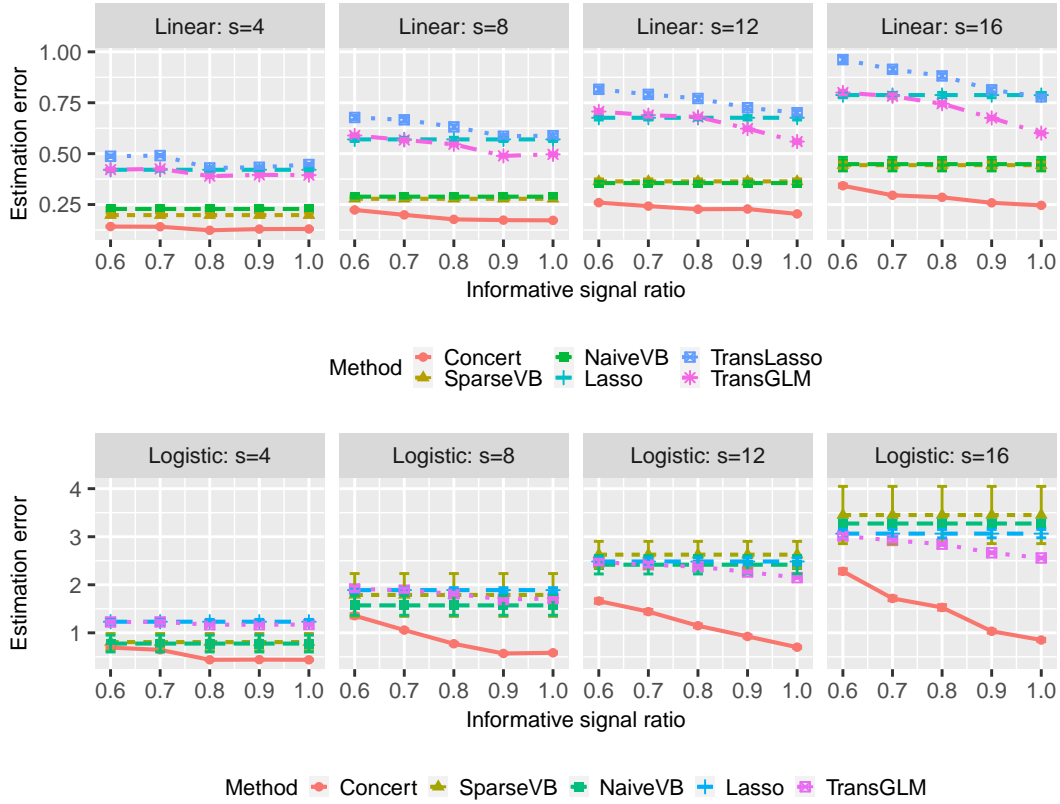 Linear: s=4 Linear: s=8 Linear: s=12 Linear: s=16
1.00
0.75
0.50
0.25
Estimation error
0.6 0.7 0.8 0.9 1.0 0.6 0.7 0.8 0.9 1.0 0.6 0.7 0.8 0.9 1.0 0.6 0.7 0.8 0.9 1.0
Informative signal ratio
Method
Concert NaiveVB TransLasso
SparseVB Lasso TransGLM
Logistic: s=4 Logistic: s=8 Logistic: s=12 Logistic: s=16
4
3
2
1
Estimation error
0.6 0.7 0.8 0.9 1.0 0.6 0.7 0.8 0.9 1.0 0.6 0.7 0.8 0.9 1.0 0.6 0.7 0.8 0.9 1.0
Informative signal ratio
Method Concert SparseVB NaiveVB Lasso TransGLM